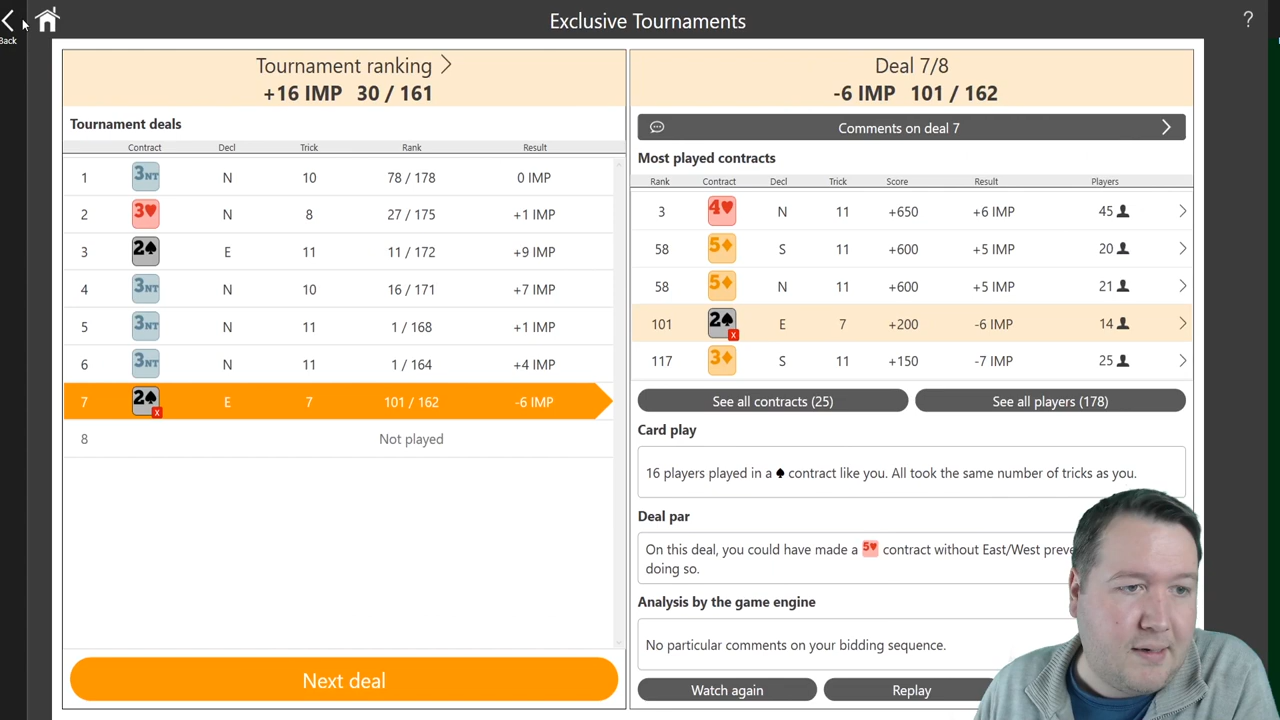 Back
Exclusive Tournaments
?
Tournament ranking
+16 IMP 30 / 161
Tournament deals
Contract Decl Trick Rank Result
1 3NT N 10 78 / 178 0 IMP
2 3♥ N 8 27 / 175 +1 IMP
3 2♠ E 11 11 / 172 +9 IMP
4 3NT N 10 16 / 171 +7 IMP
5 3NT N 11 1 / 168 +1 IMP
6 3NT N 11 1 / 164 +4 IMP
7 2♠ x E 7 101 / 162 -6 IMP
8 Not played
Next deal
Deal 7/8
-6 IMP 101 / 162
Comments on deal 7
Most played contracts
Rank Contract Decl Trick Score Result Players
3 4♥ N 11 +650 +6 IMP 45
58 5♦ S 11 +600 +5 IMP 20
58 5♦ N 11 +600 +5 IMP 21
101 2♠ x E 7 +200 -6 IMP 14
117 3♦ S 11 +150 -7 IMP 25
See all contracts (25) See all players (178)
Card play
16 players played in a ♠ contract like you. All took the same number of tricks as you.
Deal par
On this deal, you could have made a 5♥ contract without East/West preve
doing so.
Analysis by the game engine
No particular comments on your bidding sequence.
Watch again Replay